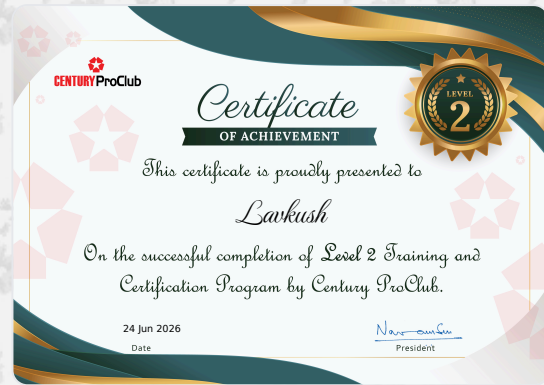 CENTURY ProClub
Certificate
OF ACHIEVEMENT
LEVEL
2
This certificate is proudly presented to
Lavkush
On the successful completion of Level 2 Training and
Certification Program by Century ProClub.
24 Jun 2026
Date
President